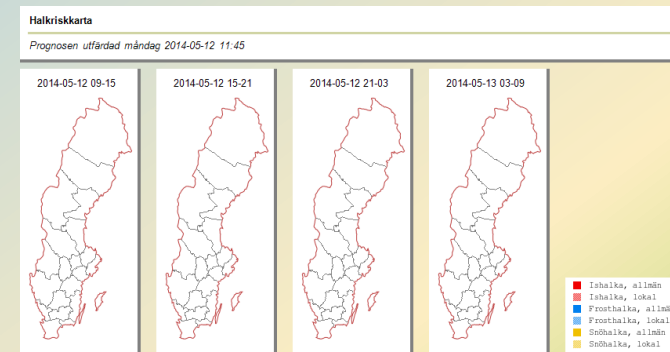 Halkriskkarta
Prognosen utfärdad måndag 2014-05-12 11:45
2014-05-12 09-15
2014-05-12 15-21
2014-05-12 21-03
2014-05-13 03-09
Ishalka, allmän
Ishalka, lokal
Frosthalka, allmä
Frosthalka, lokal
Snöhalka, allmän
Snöhalka, lokal